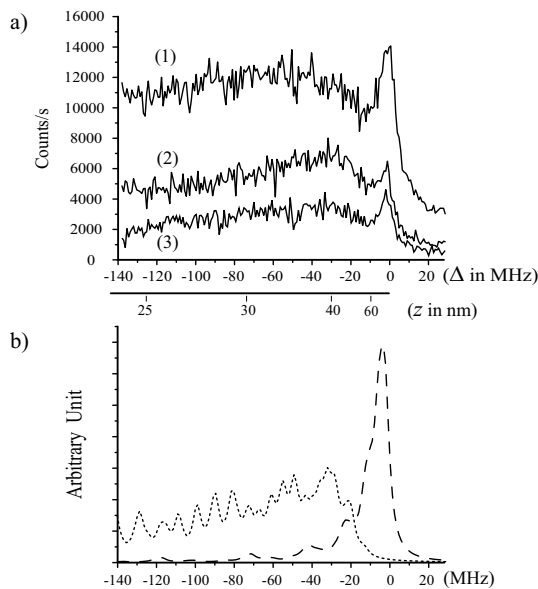 a)
16000
14000
12000
10000
8000
6000
4000
2000
0
Counts/s
(1)
(2)
(3)
-140 -120 -100 -80 -60 -40 -20 0 20 (Δ in MHz)
25 30 40 60 (z in nm)
b)
Arbitrary Unit
-140 -120 -100 -80 -60 -40 -20 0 20 (MHz)